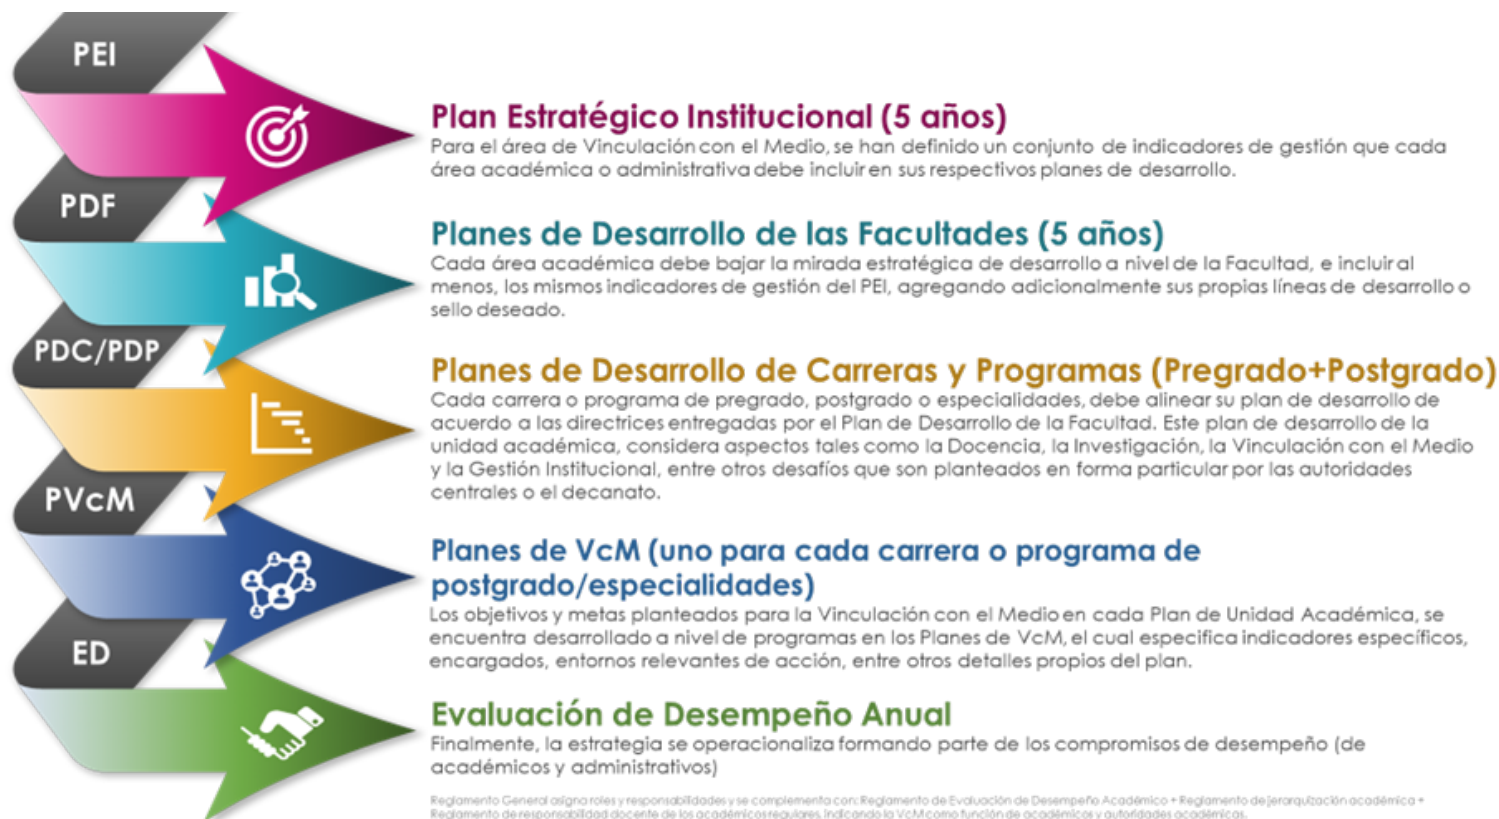 PEI
Plan Estratégico Institucional (5 años)
Para el área de Vinculación con el Medio, se han definido un conjunto de indicadores de gestión que cada
área académica o administrativa debe incluir en sus respectivos planes de desarrollo.
PDF
Planes de Desarrollo de las Facultades (5 años)
Cada área académica debe bajar la mirada estratégica de desarrollo a nivel de la Facultad, e incluir al
menos, los mismos indicadores de gestión del PEI, agregando adicionalmente sus propias líneas de desarrollo o
sello deseado.
PDC/PDP
Planes de Desarrollo de Carreras y Programas (Pregrado+Postgrado)
Cada carrera o programa de pregrado, postgrado o especialidades, debe alinear su plan de desarrollo de
acuerdo a las directrices entregadas por el Plan de Desarrollo de la Facultad. Este plan de desarrollo de la
unidad académica, considera aspectos tales como la Docencia, la Investigación, la Vinculación con el Medio
y la Gestión Institucional, entre otros desafíos que son planteados en forma particular por las autoridades
centrales o el decanato.
PVcM
Planes de VcM (uno para cada carrera o programa de
postgrado/especialidades)
Los objetivos y metas planteados para la Vinculación con el Medio en cada Plan de Unidad Académica, se
encuentra desarrollado a nivel de programas en los Planes de VcM, el cual especifica indicadores específicos,
encargados, entornos relevantes de acción, entre otros detalles propios del plan.
ED
Evaluación de Desempeño Anual
Finalmente, la estrategia se operacionaliza formando parte de los compromisos de desempeño (de
académicos y administrativos)
Reglamento General asigna roles y responsabilidades y se complementa con: Reglamento de Evaluación de Desempeño Académico + Reglamento de jerarquización académica +
Reglamento de responsabilidad docente de los académicos regulares, indicando la VcM como función de académicos y autoridades académicas.